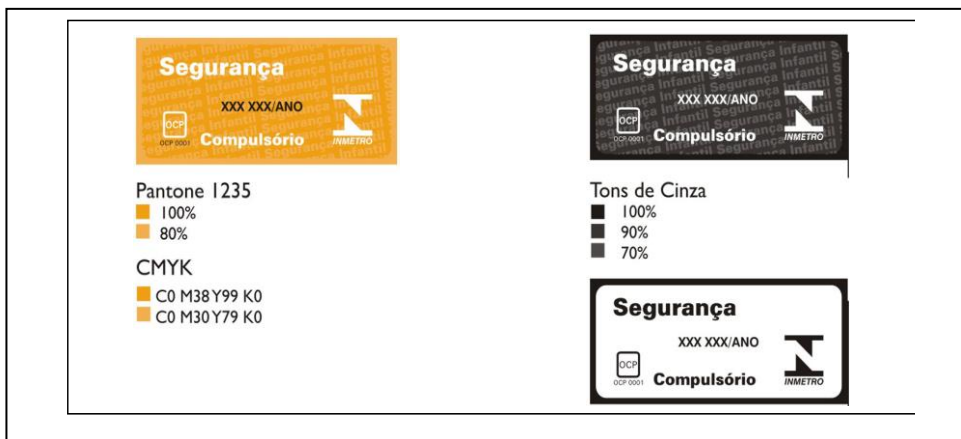 Segurança
XXX XXX/ANO
OCP
OCP 0001
Compulsório
INMETRO
Pantone 1235
100%
80%
CMYK
C0 M38 Y99 K0
C0 M30 Y79 K0
Segurança
XXX XXX/ANO
OCP
OCP 0001
Compulsório
INMETRO
Tons de Cinza
100%
90%
70%
Segurança
XXX XXX/ANO
OCP
OCP 0001
Compulsório
INMETRO